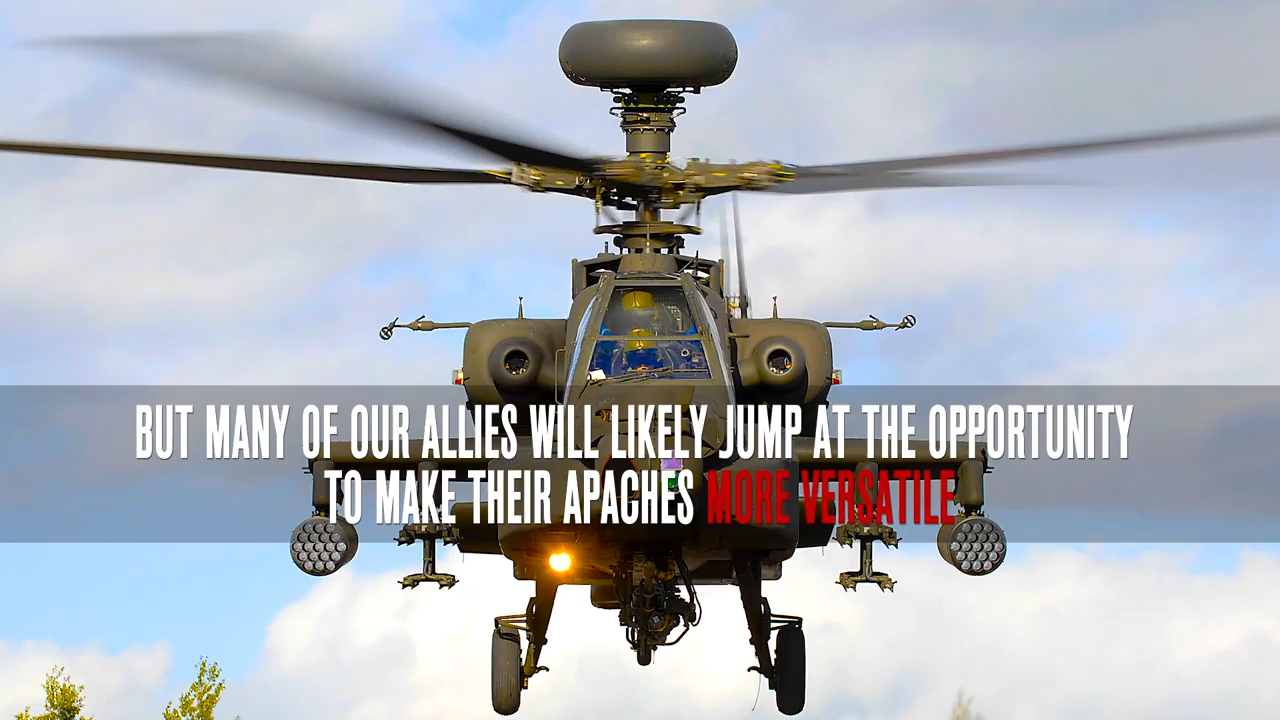 BUT MANY OF OUR ALLIES WILL LIKELY JUMP AT THE OPPORTUNITY
TO MAKE THEIR APACHES MORE VERSATILE